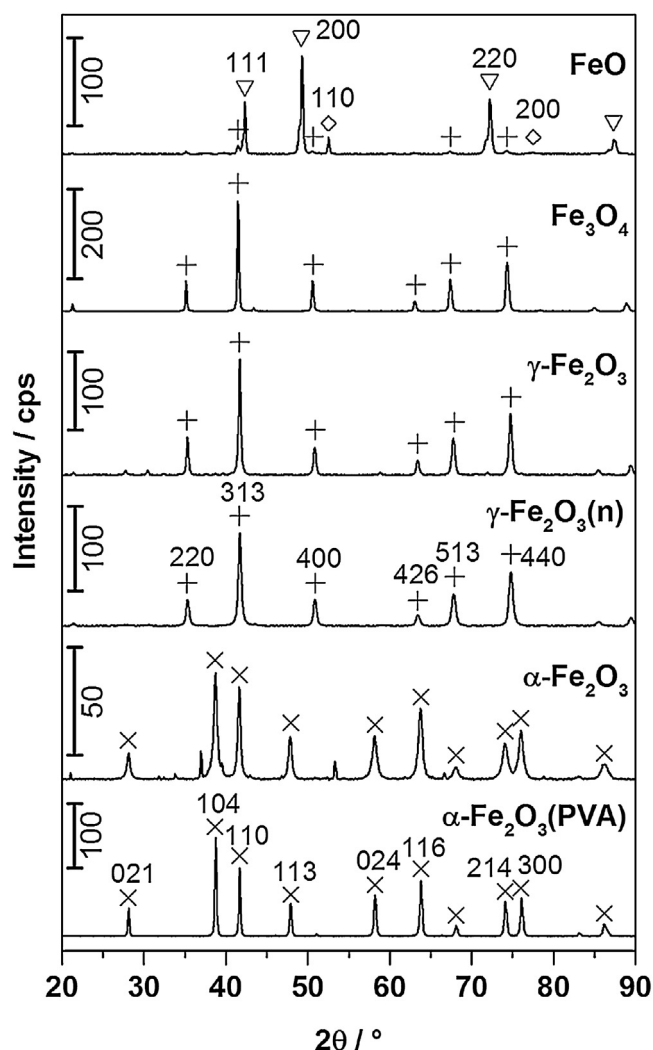 200
111
220
FeO
100
110
200
Fe3O4
200
γ-Fe2O3
100
313
γ-Fe2O3(n)
100
220
400
426
513
440
α-Fe2O3
50
104
α-Fe2O3(PVA)
100
021
110
113
024
116
214
300
Intensity / cps
20 30 40 50 60 70 80 90
2θ / °